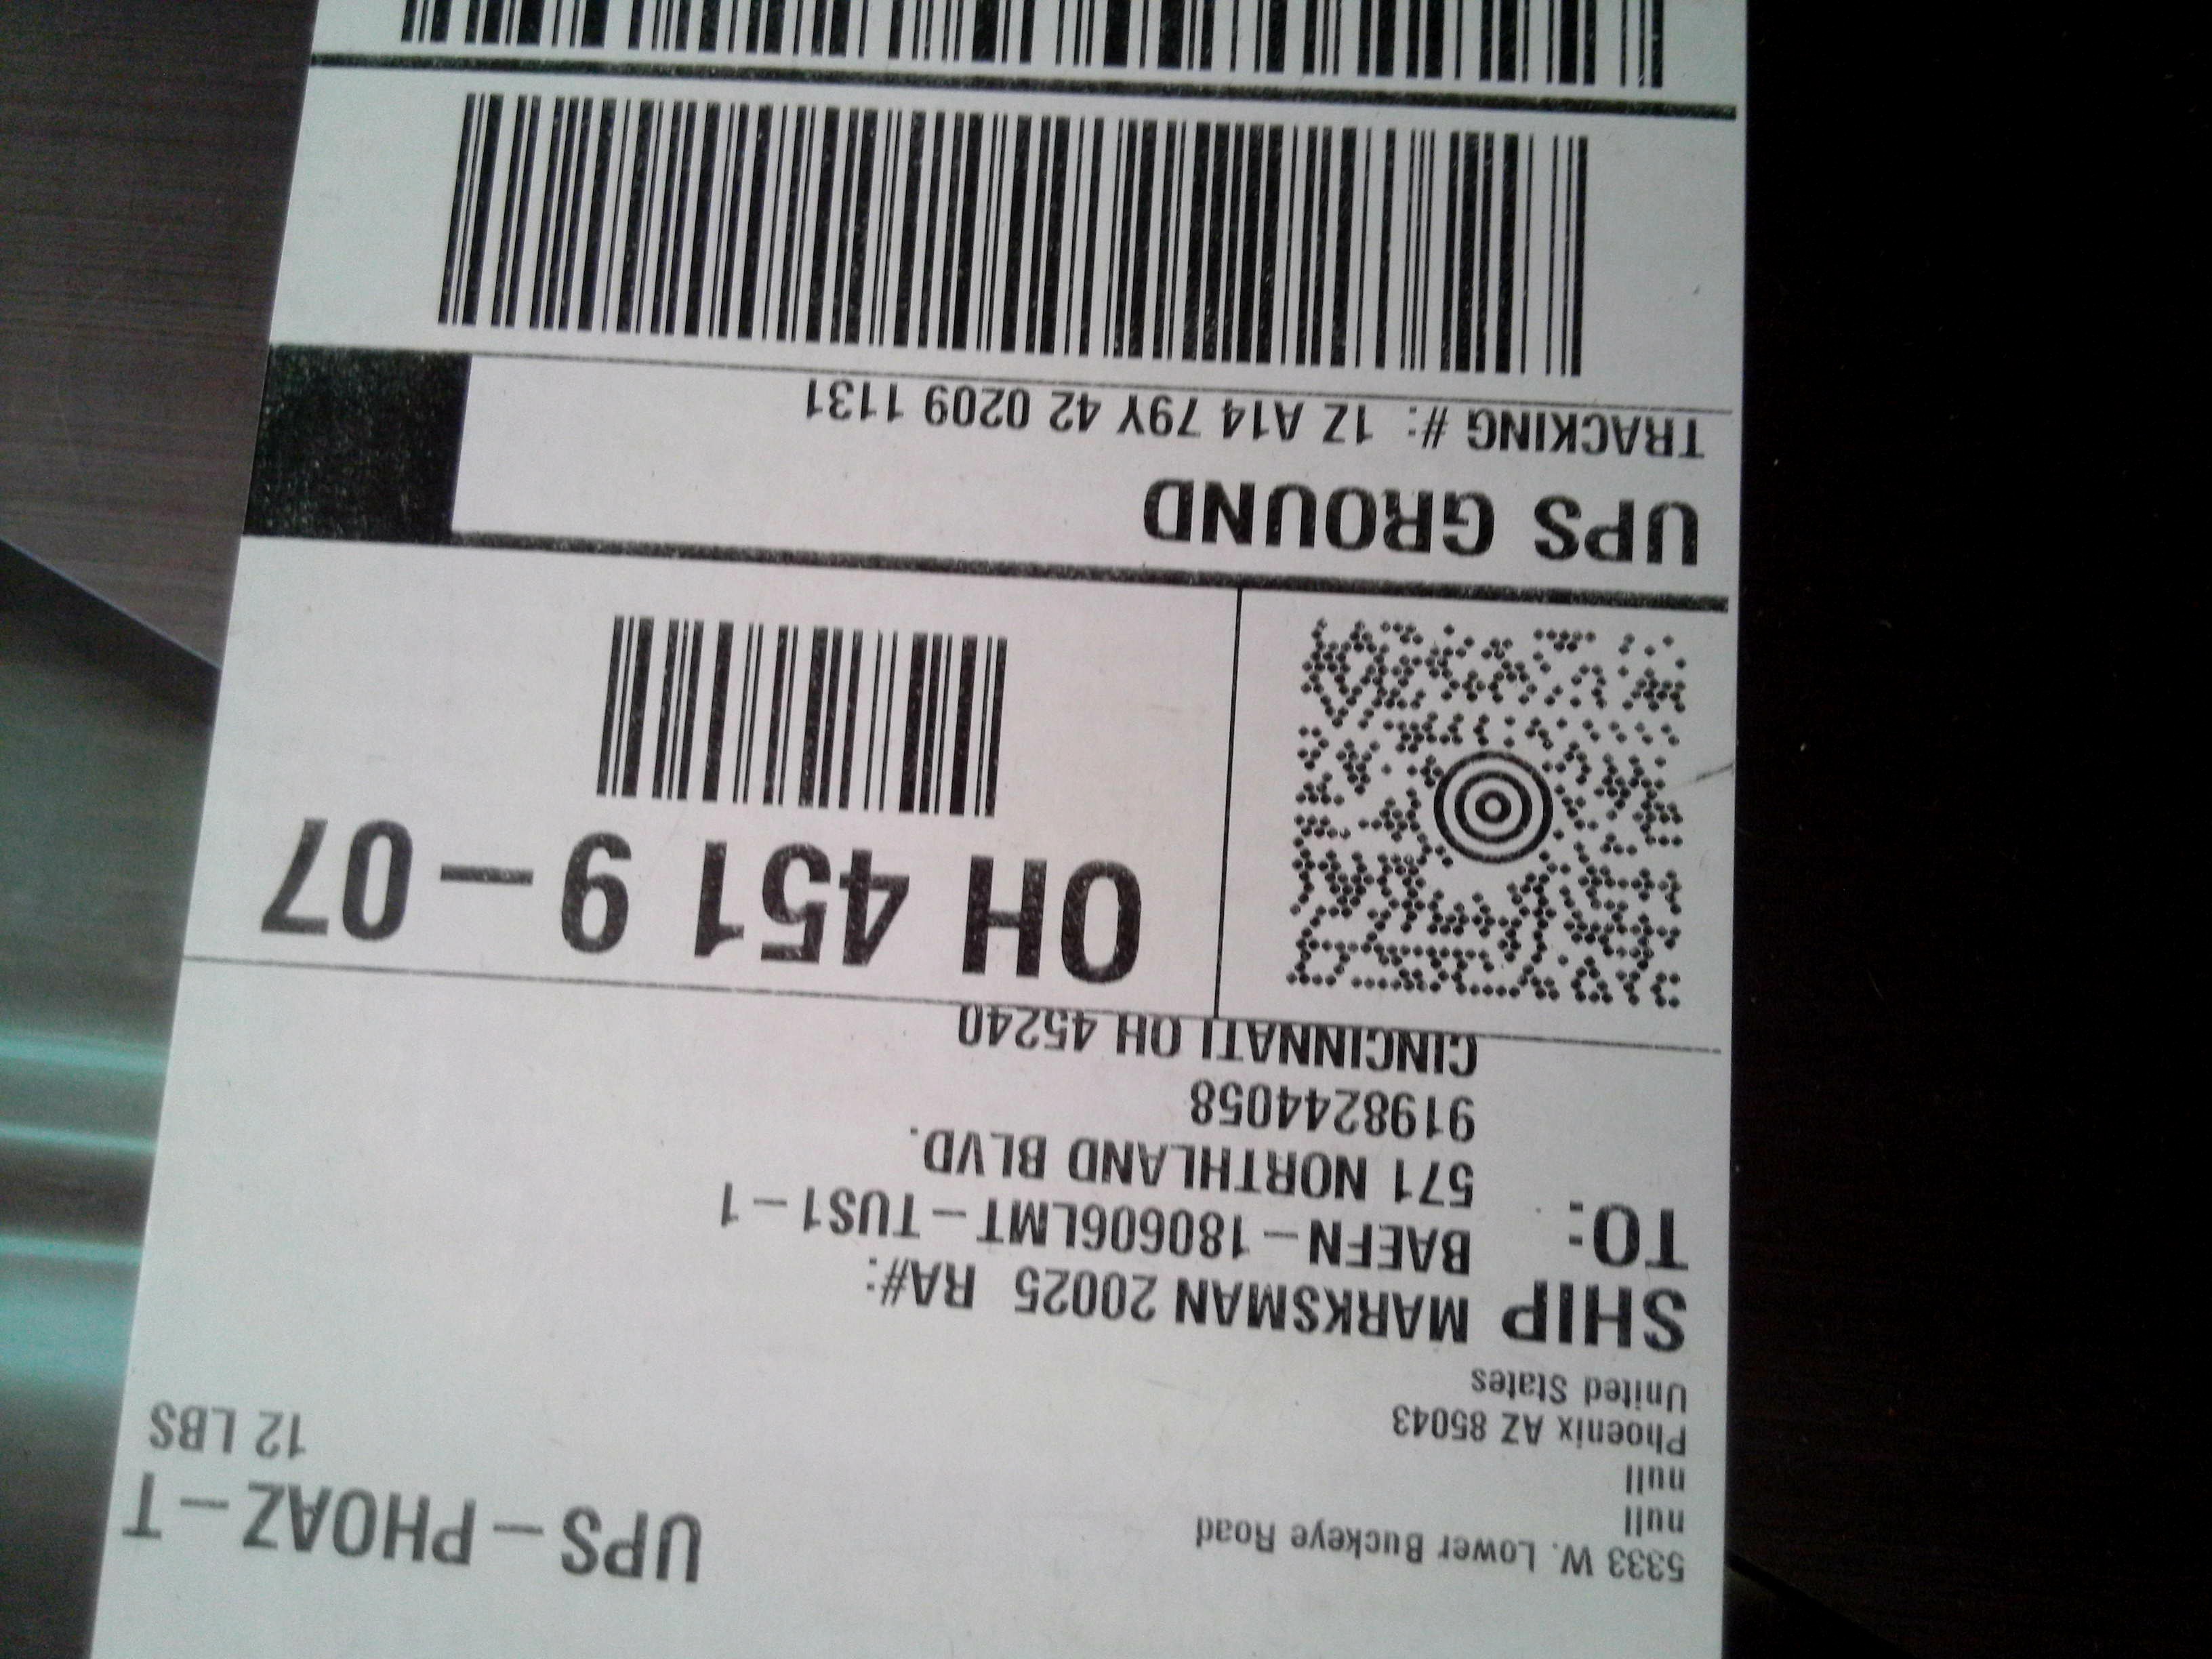 5333 W. Lower Buckeye Road
null
null
Phoenix AZ 85043
United States
UPS-PHOAZ-T
12 LBS
SHIP
TO:
MARKSMAN 20025 RA#:
BAEFN-180606LMT-TUS1-1
571 NORTHLAND BLVD.
9198244058
CINCINNATI OH 45240
OH 451 9-07
UPS GROUND
TRACKING #: 1Z A14 79Y 42 0209 1131